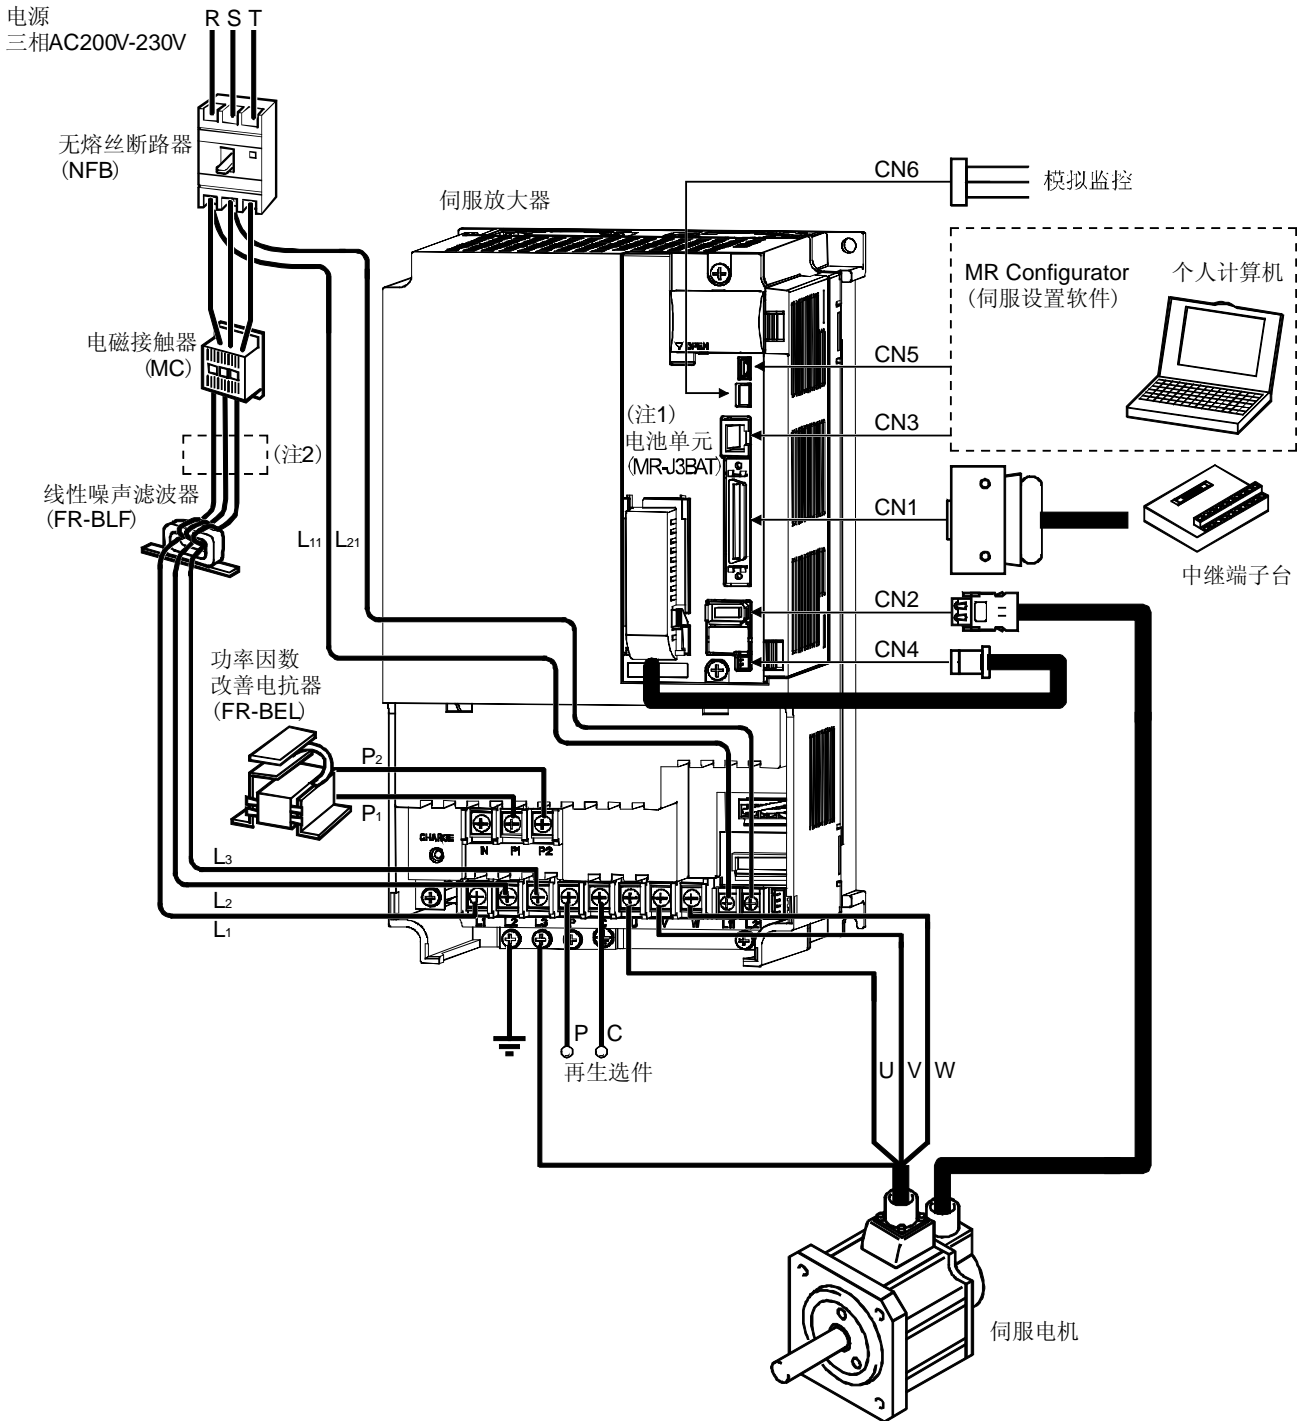 电源
三相AC200V-230V
R S T
无熔丝断路器
(NFB)
伺服放大器
CN6
模拟监控
MR Configurator
(伺服设置软件)
个人计算机
电磁接触器
(MC)
OPEN
CN5
(注1)
电池单元
(MR-J3BAT)
CN3
(注2)
线性噪声滤波器
(FR-BLF)
L11
L21
CN1
中继端子台
CN2
CN4
功率因数
改善电抗器
(FR-BEL)
P2
P1
CHARGE
N P1 P2
L3
L2
L1
L1 L2 L3
V W L11
P C
再生选件
U V W
伺服电机